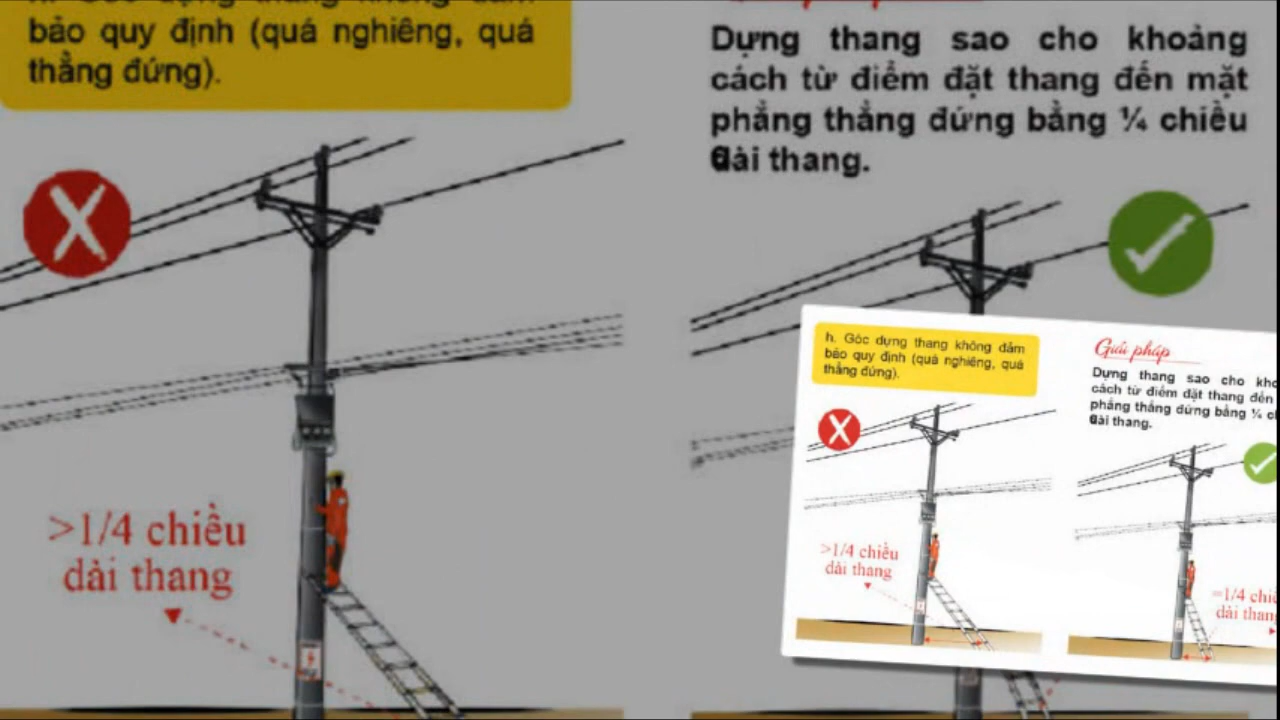 bảo quy định (quá nghiêng, quá
thẳng đứng).
Dựng thang sao cho khoảng
cách từ điểm đặt thang đến mặt
phẳng thẳng đứng bằng ¼ chiều
dài thang.
>1/4 chiều
dài thang
h. Góc dựng thang không đảm
bảo quy định (quá nghiêng, quá
thẳng đứng).
Giải pháp
Dựng thang sao cho
cách từ điểm đặt thang đến
phẳng thẳng đứng bằng ¼
dài thang.
>1/4 chiều
dài thang
=1/4
dài thang